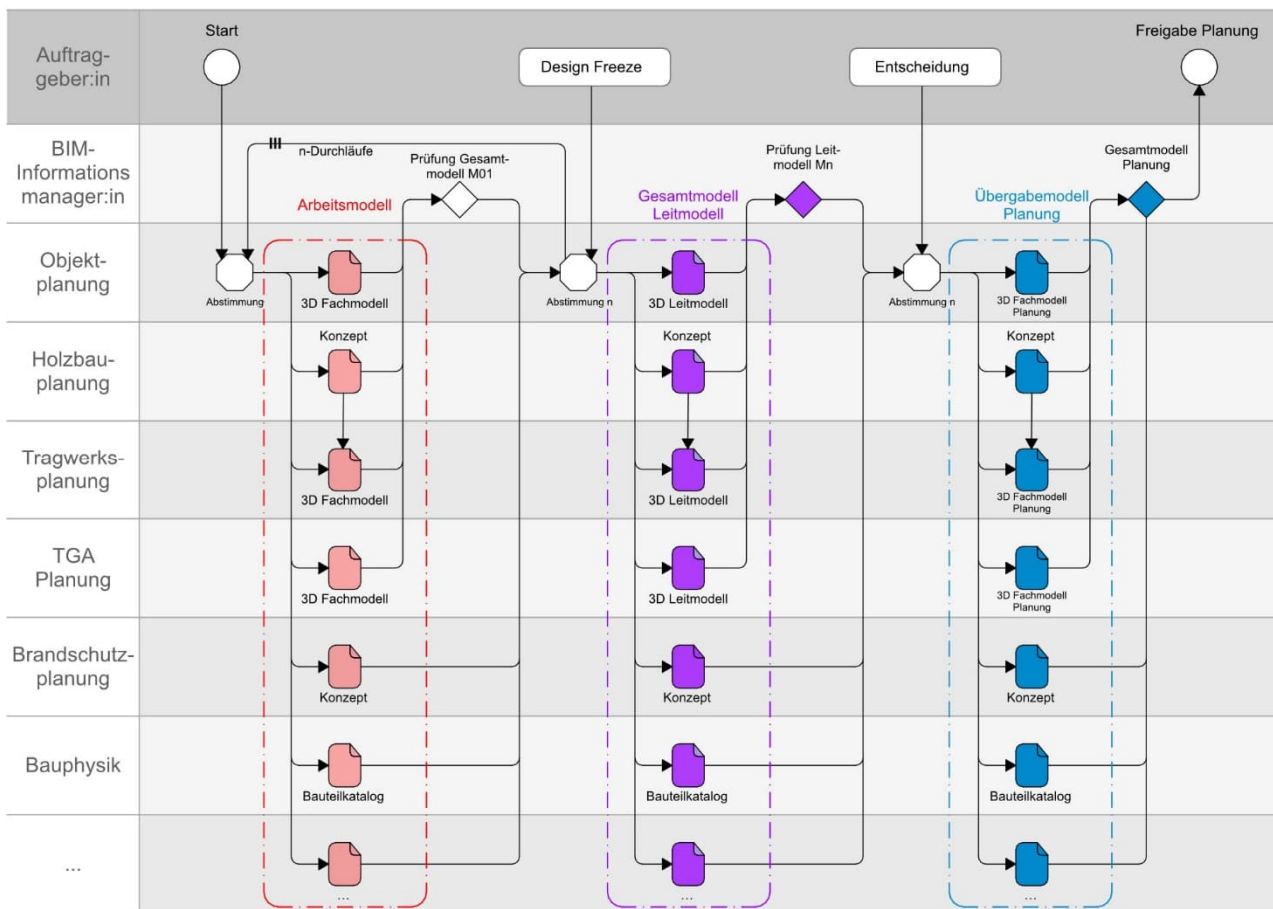 Start
Freigabe Planung
Auftrag-
geber:in
Design Freeze
Entscheidung
BIM-
Informations
manager:in
n-Durchläufe
Prüfung Gesamt-
modell M01
Prüfung Leit-
modell Mn
Gesamtmodell
Planung
Arbeitsmodell
Gesamtmodell
Leitmodell
Übergabemodell
Planung
Objekt-
planung
Abstimmung
3D Fachmodell
Abstimmung n
3D Leitmodell
Abstimmung n
3D Fachmodell
Planung
Holzbau-
planung
Konzept
Konzept
Konzept
Tragwerks-
planung
3D Fachmodell
3D Leitmodell
3D Fachmodell
Planung
TGA
Planung
3D Fachmodell
3D Leitmodell
3D Fachmodell
Planung
Brandschutz-
planung
Konzept
Konzept
Konzept
Bauphysik
Bauteilkatalog
Bauteilkatalog
Bauteilkatalog
...
...
...
...